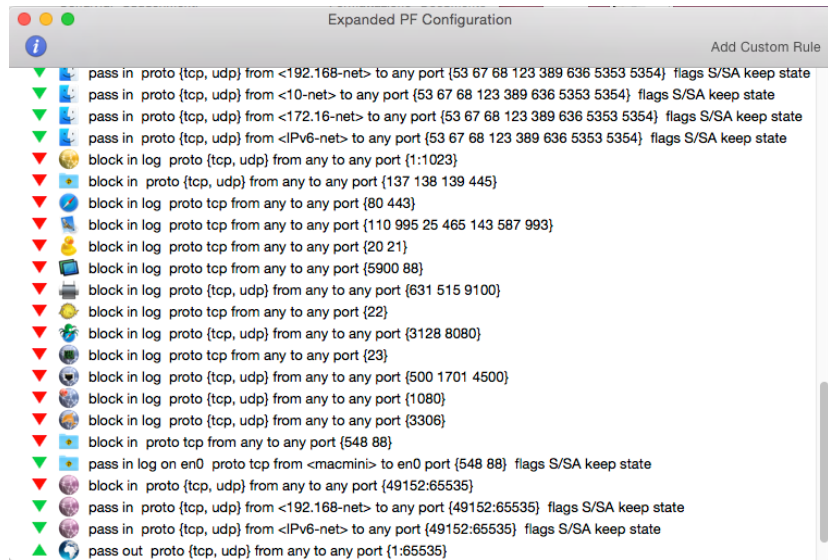 Expanded PF Configuration
Add Custom Rule
pass in proto {tcp, udp} from <192.168-net> to any port {53 67 68 123 389 636 5353 5354} flags S/SA keep state
pass in proto {tcp, udp} from <10-net> to any port {53 67 68 123 389 636 5353 5354} flags S/SA keep state
pass in proto {tcp, udp} from <172.16-net> to any port {53 67 68 123 389 636 5353 5354} flags S/SA keep state
pass in proto {tcp, udp} from <IPv6-net> to any port {53 67 68 123 389 636 5353 5354} flags S/SA keep state
block in log proto {tcp, udp} from any to any port {1:1023}
block in proto {tcp, udp} from any to any port {137 138 139 445}
block in log proto tcp from any to any port {80 443}
block in log proto tcp from any to any port {110 995 25 465 143 587 993}
block in log proto tcp from any to any port {20 21}
block in log proto tcp from any to any port {5900 88}
block in log proto {tcp, udp} from any to any port {631 515 9100}
block in log proto tcp from any to any port {22}
block in log proto {tcp, udp} from any to any port {3128 8080}
block in log proto tcp from any to any port {23}
block in log proto {tcp, udp} from any to any port {500 1701 4500}
block in log proto {tcp, udp} from any to any port {1080}
block in log proto {tcp, udp} from any to any port {3306}
block in proto tcp from any to any port {548 88}
pass in log on en0 proto tcp from <macmini> to en0 port {548 88} flags S/SA keep state
block in proto {tcp, udp} from any to any port {49152:65535}
pass in proto {tcp, udp} from <192.168-net> to any port {49152:65535} flags S/SA keep state
pass in proto {tcp, udp} from <IPv6-net> to any port {49152:65535} flags S/SA keep state
pass out proto {tcp, udp} from any to any port {1:65535}